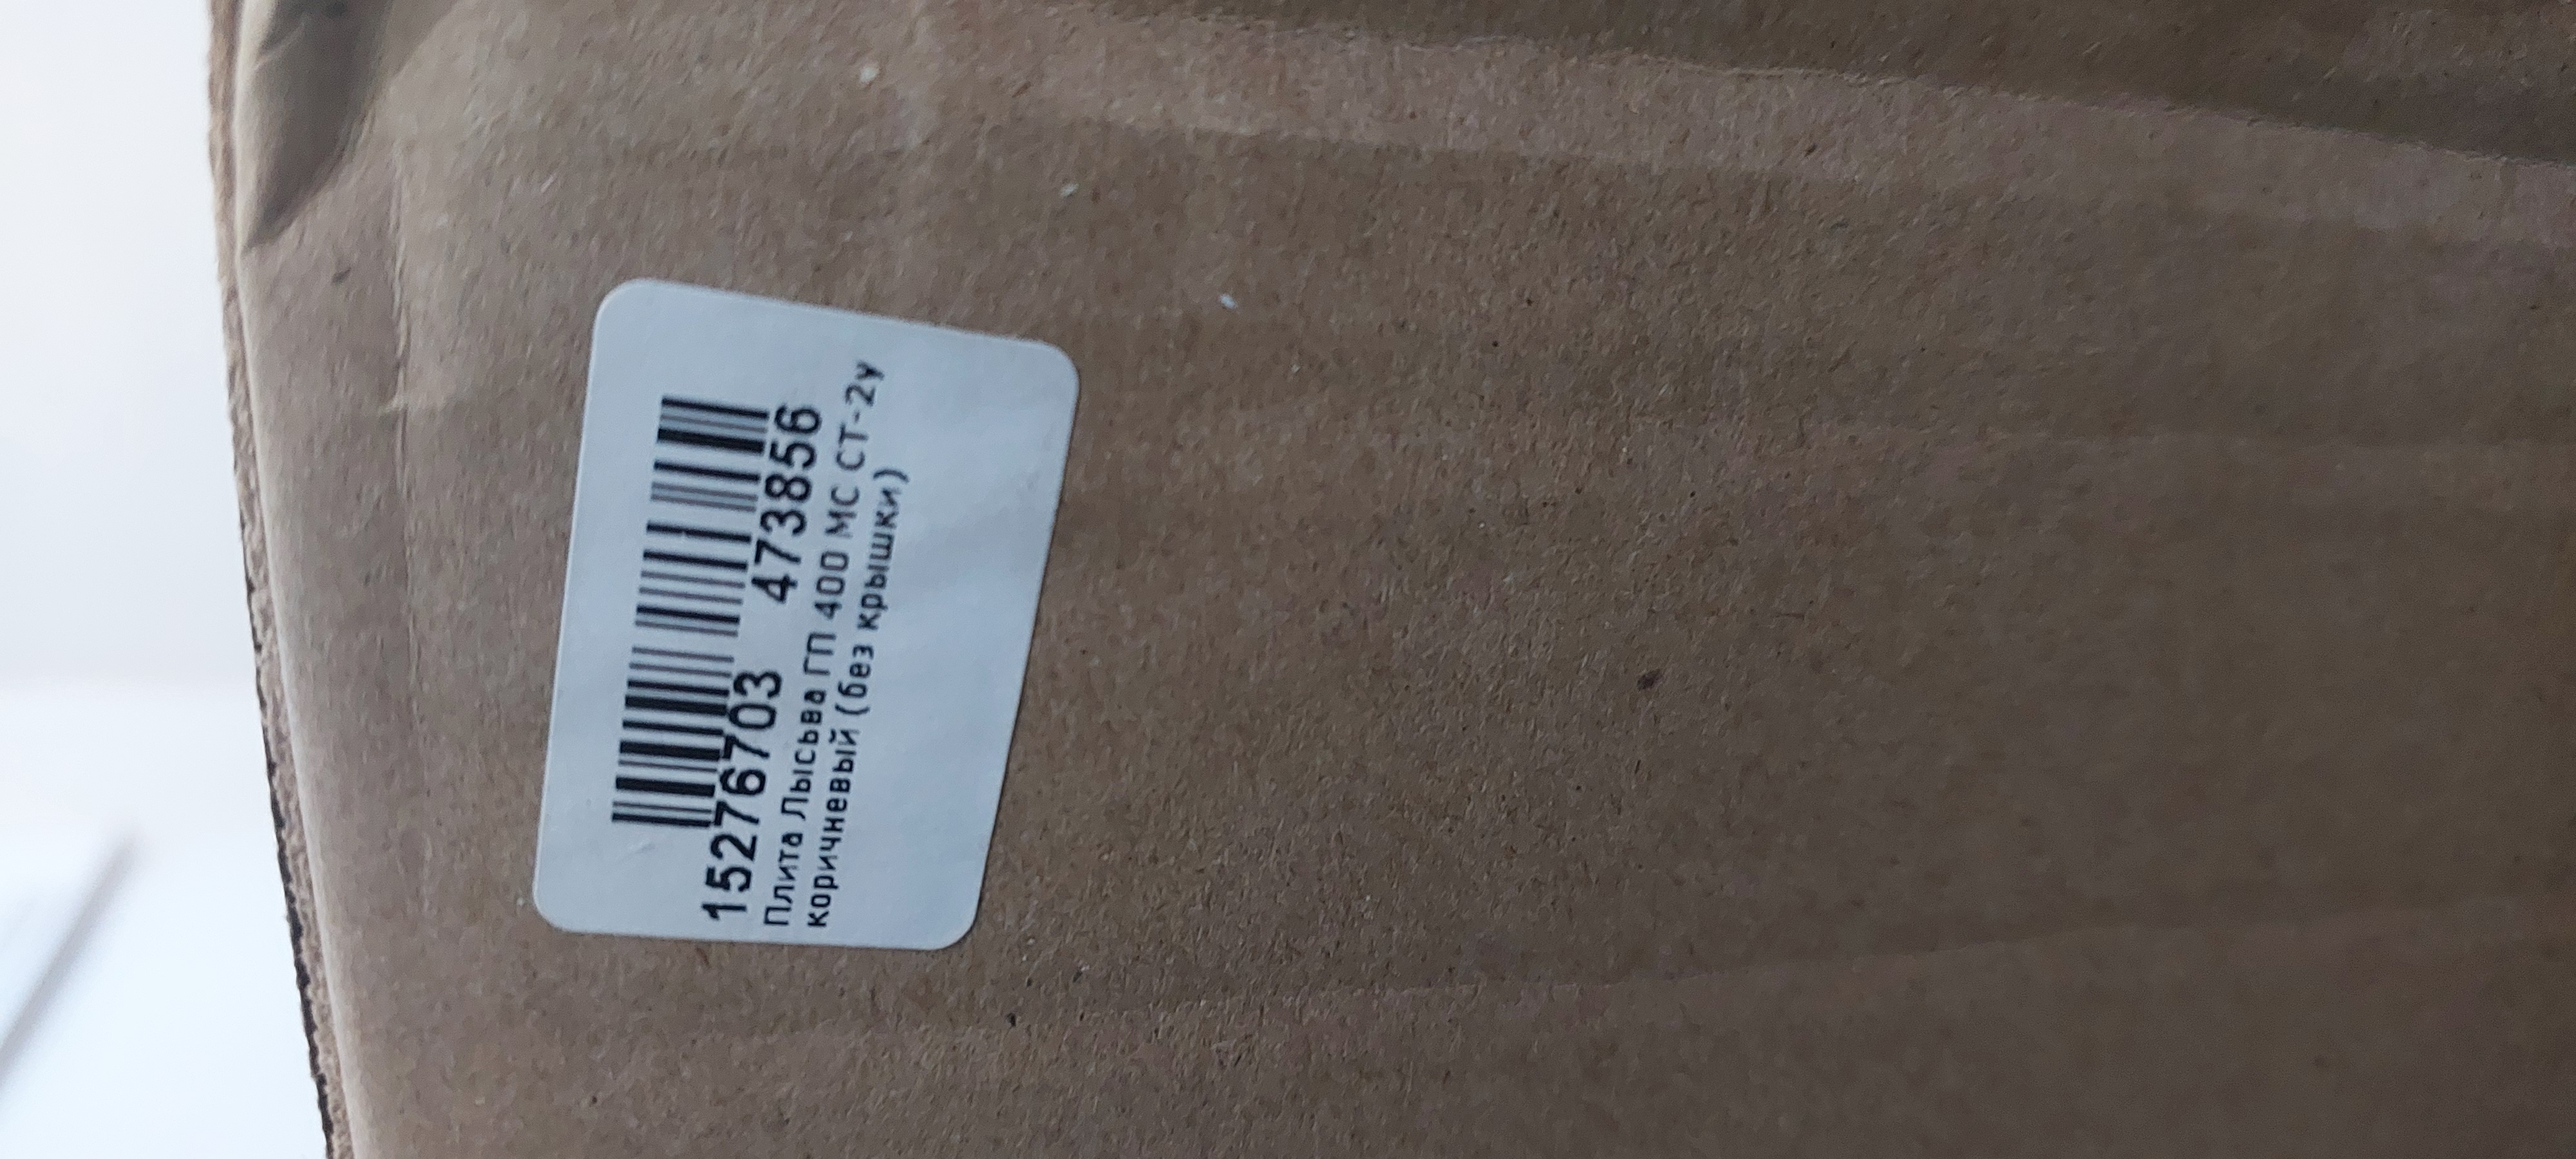 15276703 473856
Плита Лысьва ГП 400 МС СТ-2у
коричневый (без крышки)